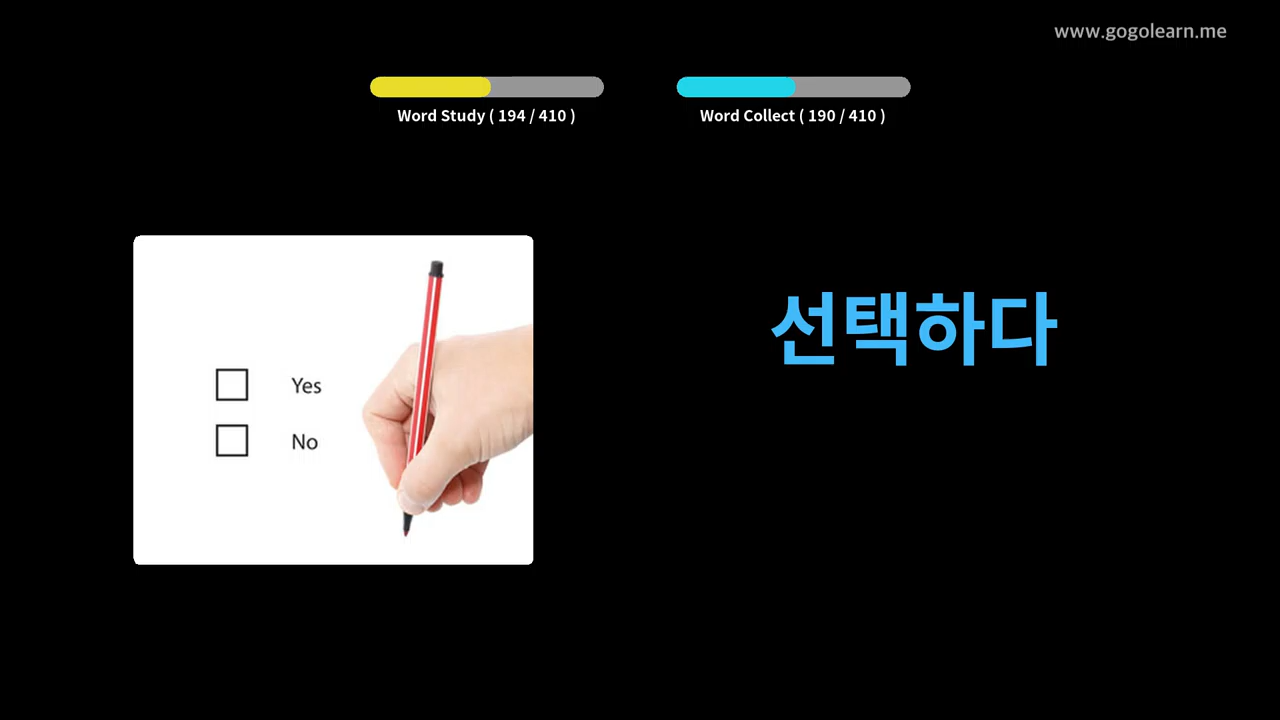 www.gogolearn.me
Word Study ( 194 / 410 )
Word Collect ( 190 / 410 )
Yes
No
선택하다